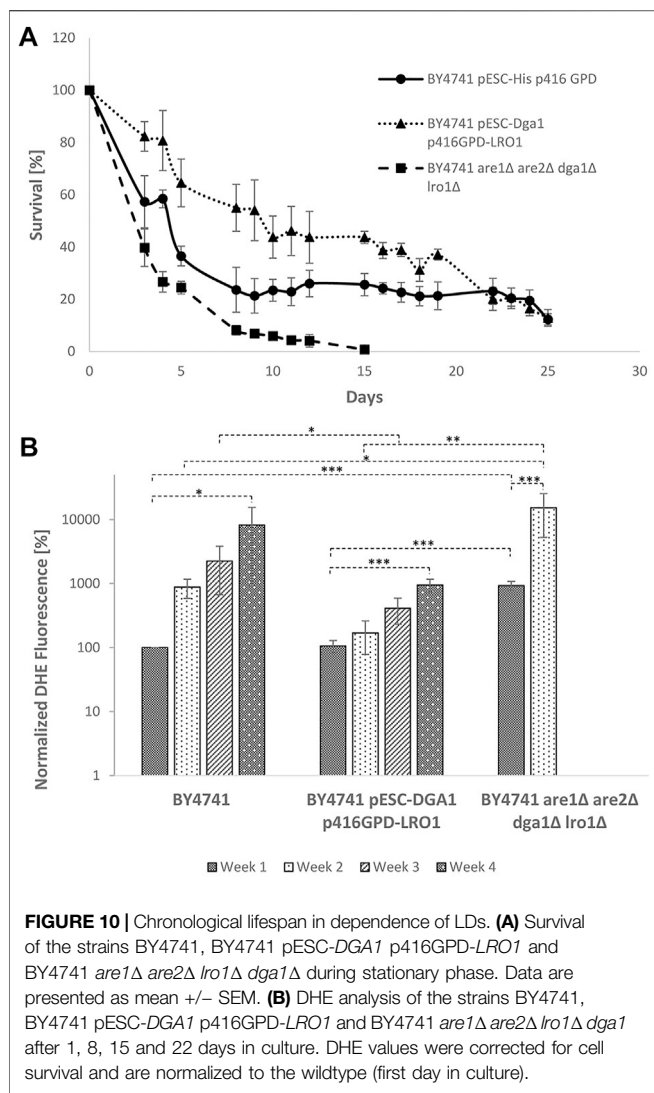 A
120
100
80
60
40
20
0
Survival [%]
0 5 10 15 20 25 30
Days
BY4741 pESC-His p416 GPD
BY4741 pESC-Dga1
p416GPD-LRO1
BY4741 are1Δ are2Δ dga1Δ
lro1Δ
B
*
**
*
***
***
*
***
***
10000
1000
100
10
1
Normalized DHE Fluorescence [%]
BY4741
BY4741 pESC-DGA1
p416GPD-LRO1
BY4741 are1Δ are2Δ
dga1Δ lro1Δ
Week 1 Week 2 Week 3 Week 4
FIGURE 10 | Chronological lifespan in dependence of LDs. (A) Survival
of the strains BY4741, BY4741 pESC-DGA1 p416GPD-LRO1 and
BY4741 are1Δ are2Δ lro1Δ dga1Δ during stationary phase. Data are
presented as mean +/− SEM. (B) DHE analysis of the strains BY4741,
BY4741 pESC-DGA1 p416GPD-LRO1 and BY4741 are1Δ are2Δ lro1Δ dga1
after 1, 8, 15 and 22 days in culture. DHE values were corrected for cell
survival and are normalized to the wildtype (first day in culture).